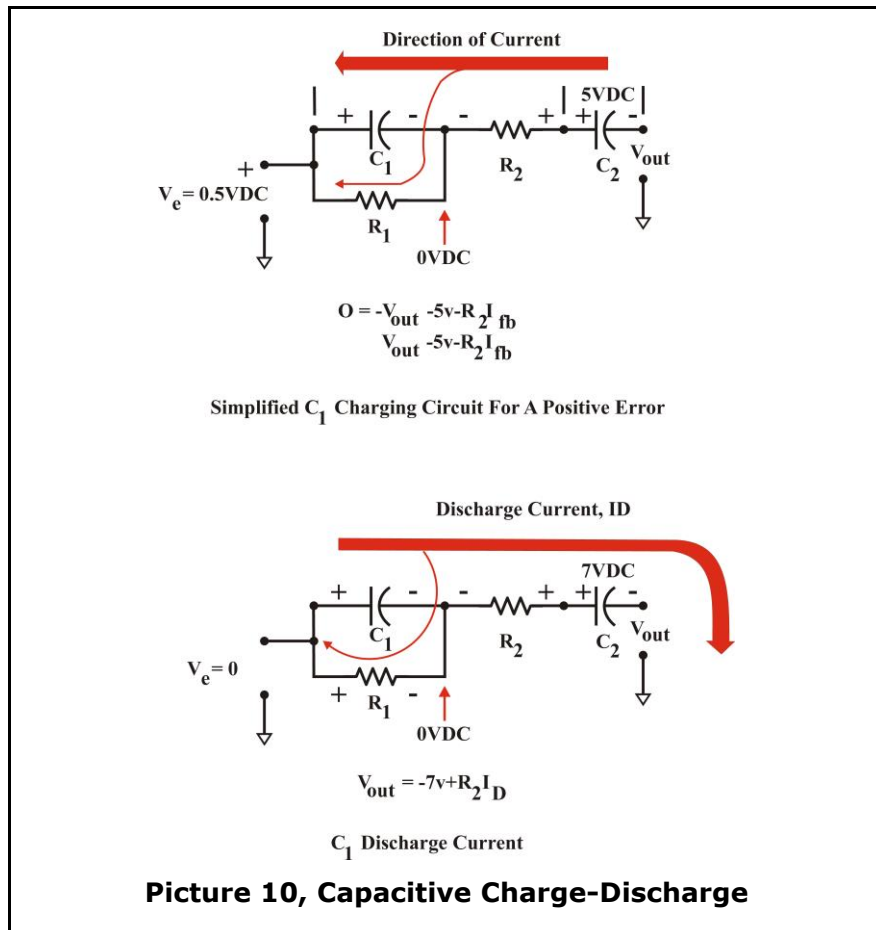 Direction of Current
5VDC
+ - - + + -
C1 R2 C2 Vout
+
Ve = 0.5VDC
R1
0VDC
O = -Vout -5v-R2Ifb
Vout -5v-R2Ifb
Simplified C1 Charging Circuit For A Positive Error
Discharge Current, ID
7VDC
+ - - + + -
C1 R2 C2 Vout
Ve = 0
+ R1 -
0VDC
Vout = -7v+R2ID
C1 Discharge Current
Picture 10, Capacitive Charge-Discharge